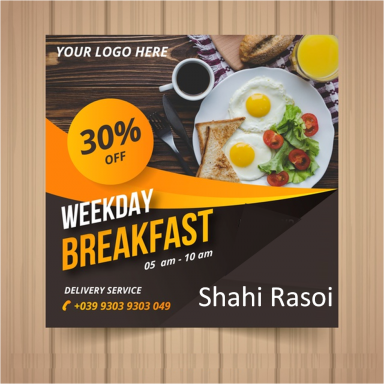 YOUR LOGO HERE
30%
OFF
WEEKDAY
BREAKFAST
05 am - 10 am
DELIVERY SERVICE
+039 9303 9303 049
Shahi Rasoi